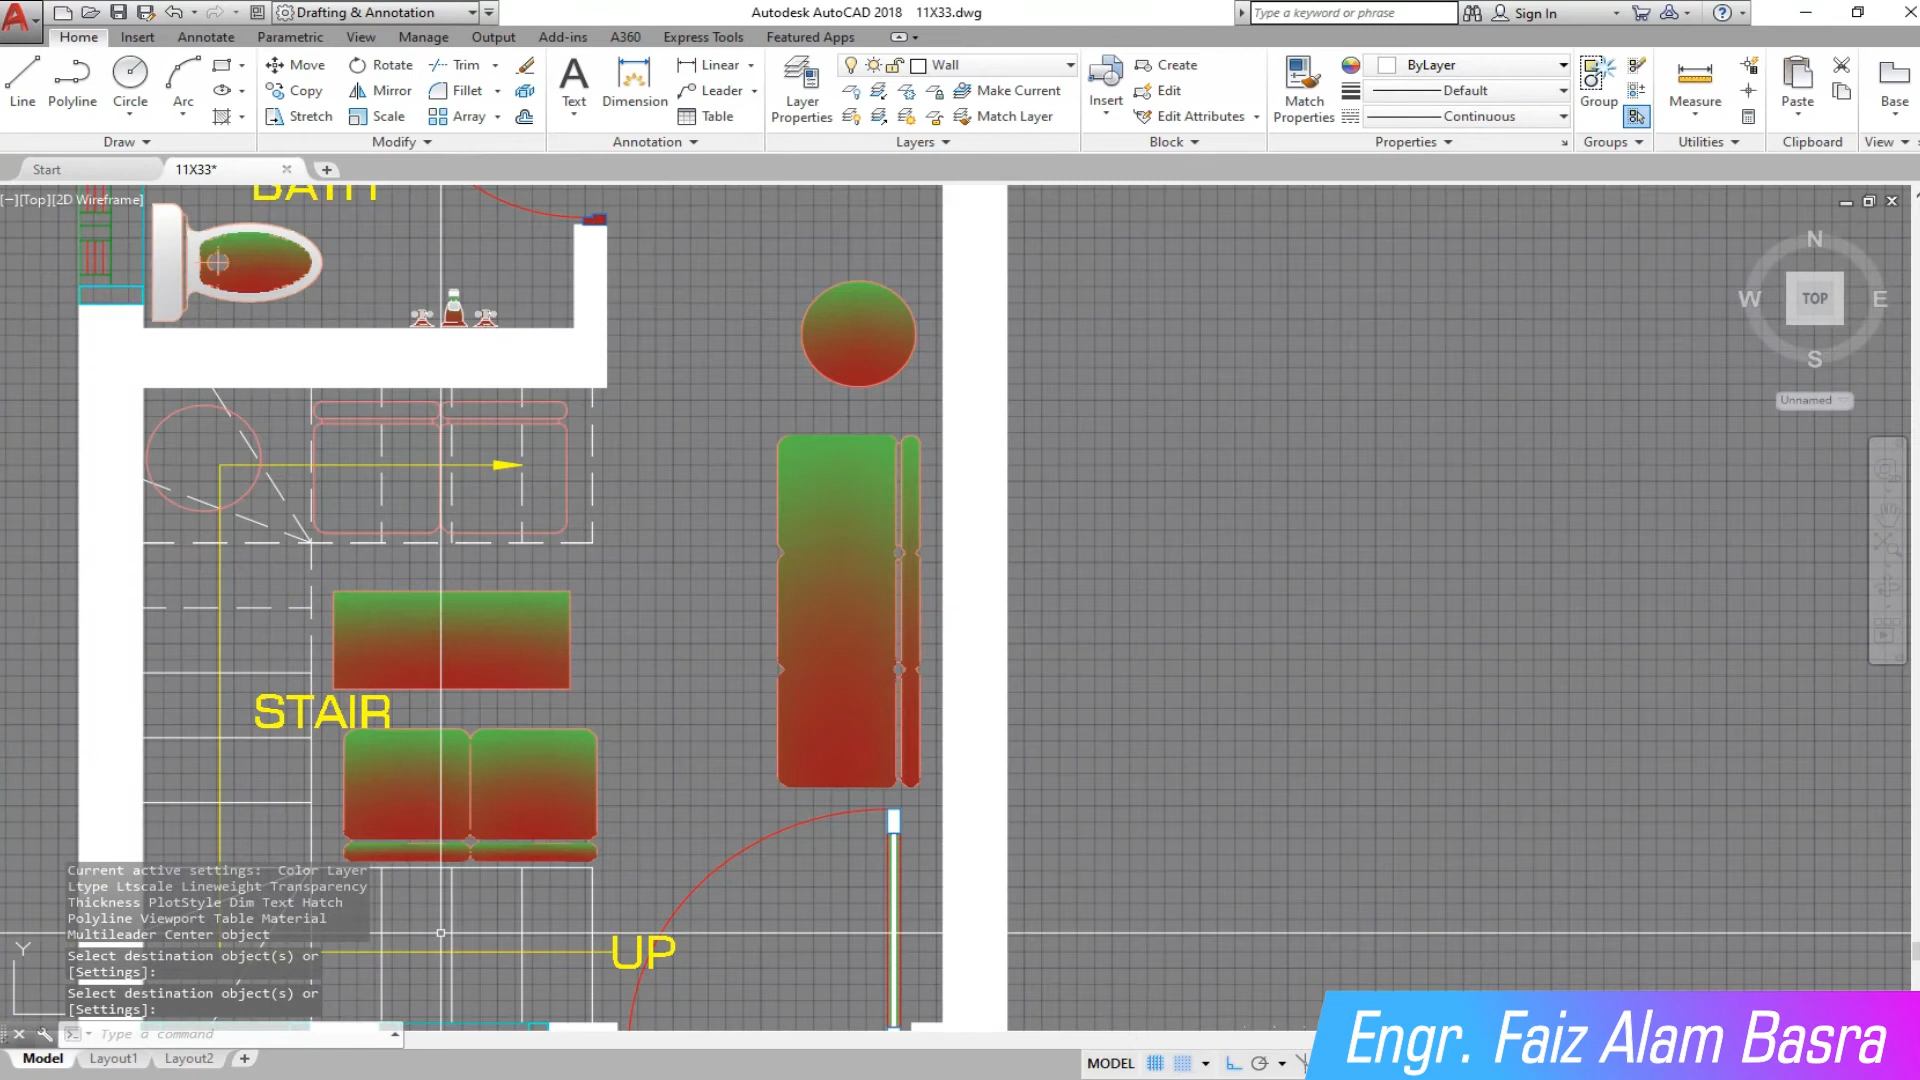 Drafting & Annotation
Autodesk AutoCAD 2018 11X33.dwg
Type a keyword or phrase
Sign In
Home Insert Annotate Parametric View Manage Output Add-ins A360 Express Tools Featured Apps
Line Polyline Circle Arc
Move Rotate Trim
Copy Mirror Fillet
Stretch Scale Array
Text Dimension
Linear
Leader
Table
Layer Properties
Wall
Make Current
Match Layer
Insert
Create
Edit
Edit Attributes
Match Properties
ByLayer
Default
Continuous
Group
Measure
Paste
Base
Draw Modify Annotation Layers Block Properties Groups Utilities Clipboard View
Start 11X33*
[−][Top][2D Wireframe]
BATH
N
W TOP E
S
Unnamed
STAIR
UP
Current active settings: Color Layer
Ltype Ltscale Lineweight Transparency
Thickness PlotStyle Dim Text Hatch
Polyline Viewport Table Material
Multileader Center object
Select destination object(s) or
[Settings]:
Select destination object(s) or
[Settings]:
Y
Type a command
Model Layout1 Layout2
MODEL
Engr. Faiz Alam Basra